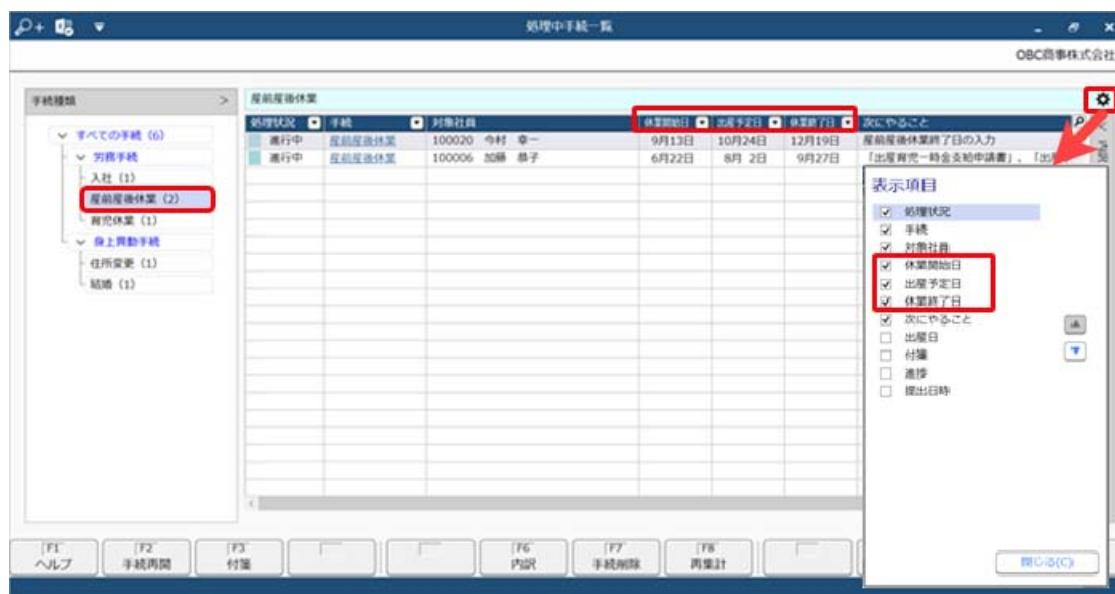 処理中手続一覧
OBC商事株式会社
手続種類 >
すべての手続 (6)
労務手続
入社 (1)
産前産後休業 (2)
育児休業 (1)
身上異動手続
住所変更 (1)
結婚 (1)
産前産後休業
処理状況 手続 対象社員 休業開始日 出産予定日 休業終了日 次にやること
進行中 産前産後休業 100020 今村 幸一 9月13日 10月24日 12月19日 産前産後休業終了日の入力
進行中 産前産後休業 100006 加藤 恭子 6月22日 8月 2日 9月27日 「出産育児一時金支給申請書」、「出産
表示項目
処理状況
手続
対象社員
休業開始日
出産予定日
休業終了日
次にやること
出産日
付箋
進捗
提出日時
閉じる(C)
F1 F2 F3 F6 F7 F8
ヘルプ 手続再開 付箋 内訳 手続削除 再集計